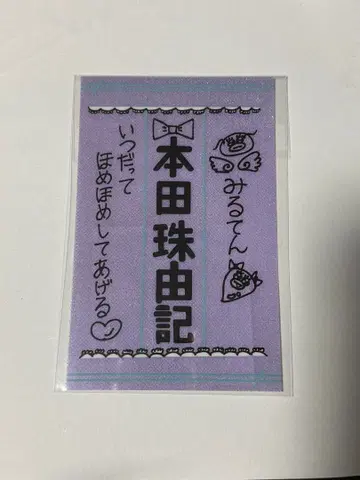 みるてん
本田珠由記
いつだって
ほめほめしてあげる